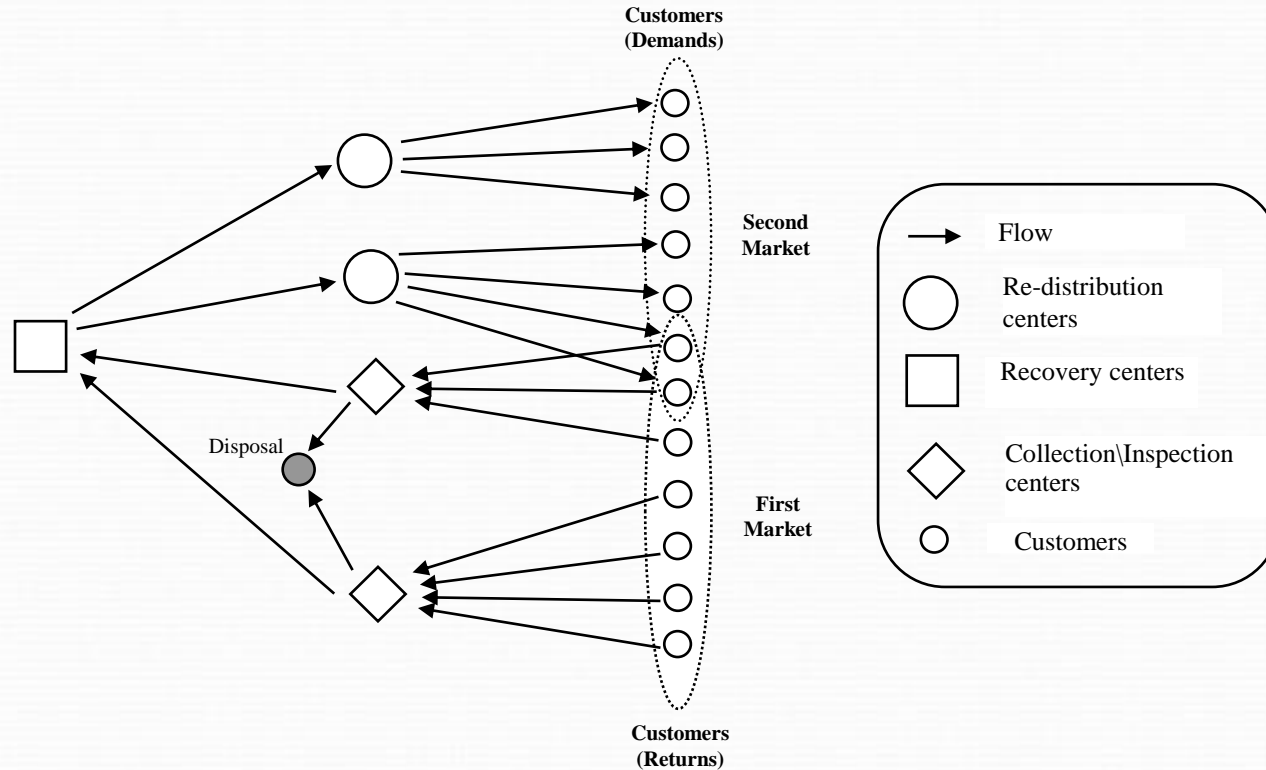 Customers
(Demands)
Second
Market
Disposal
First
Market
Customers
(Returns)
Flow
Re-distribution
centers
Recovery centers
Collection\Inspection
centers
Customers